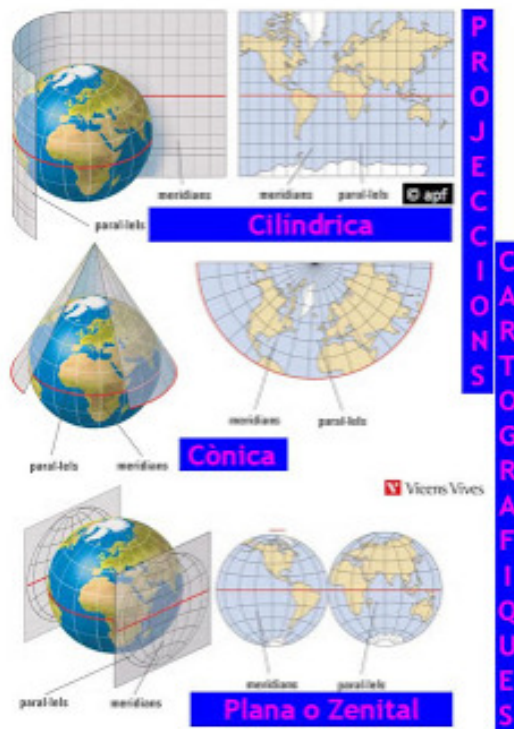 PROJECCIONS
CARTOGRAFIQUES
meridians
meridians
paral·lels
© apf
paral·lels
Cilíndrica
meridians
paral·lels
paral·lels
meridians
Cònica
Vicens Vives
paral·lels
meridians
meridians
paral·lels
Plana o Zenital